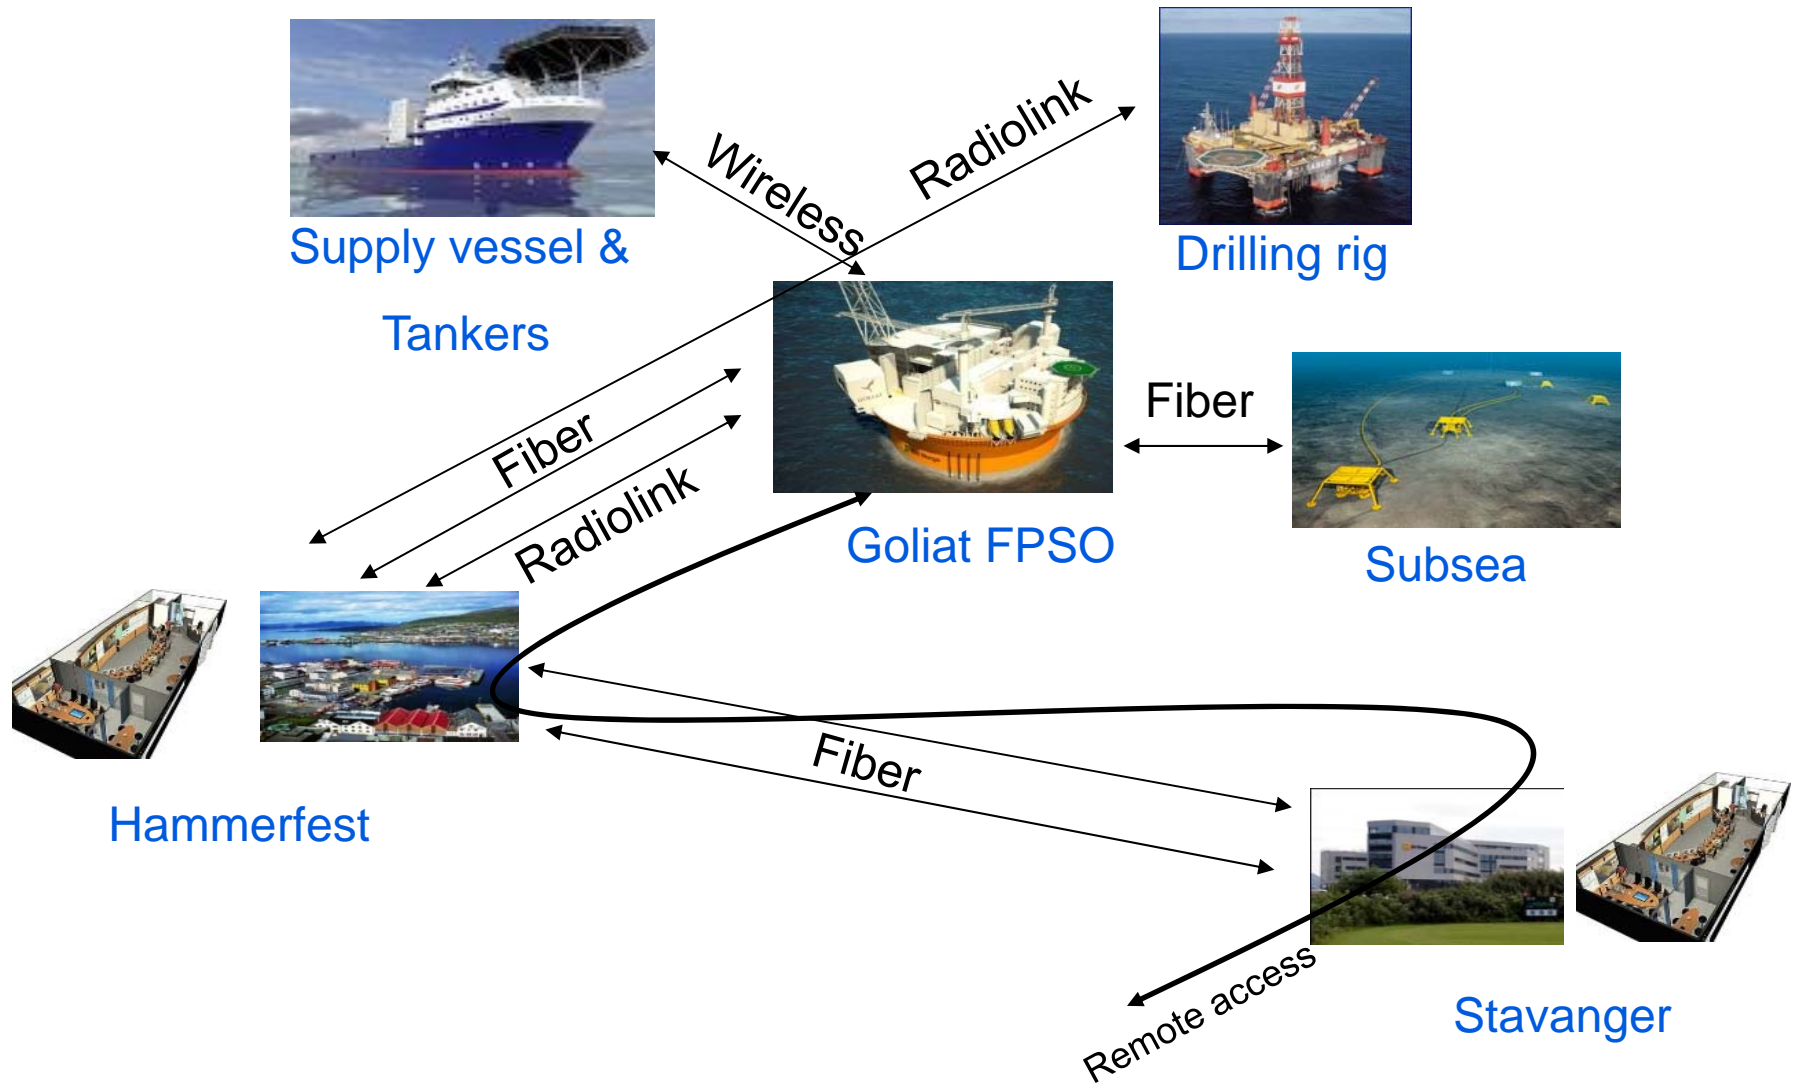 Supply vessel &
Tankers
Wireless
Radiolink
Drilling rig
Fiber
Radiolink
Goliat FPSO
Fiber
Subsea
Hammerfest
Fiber
Stavanger
Remote access